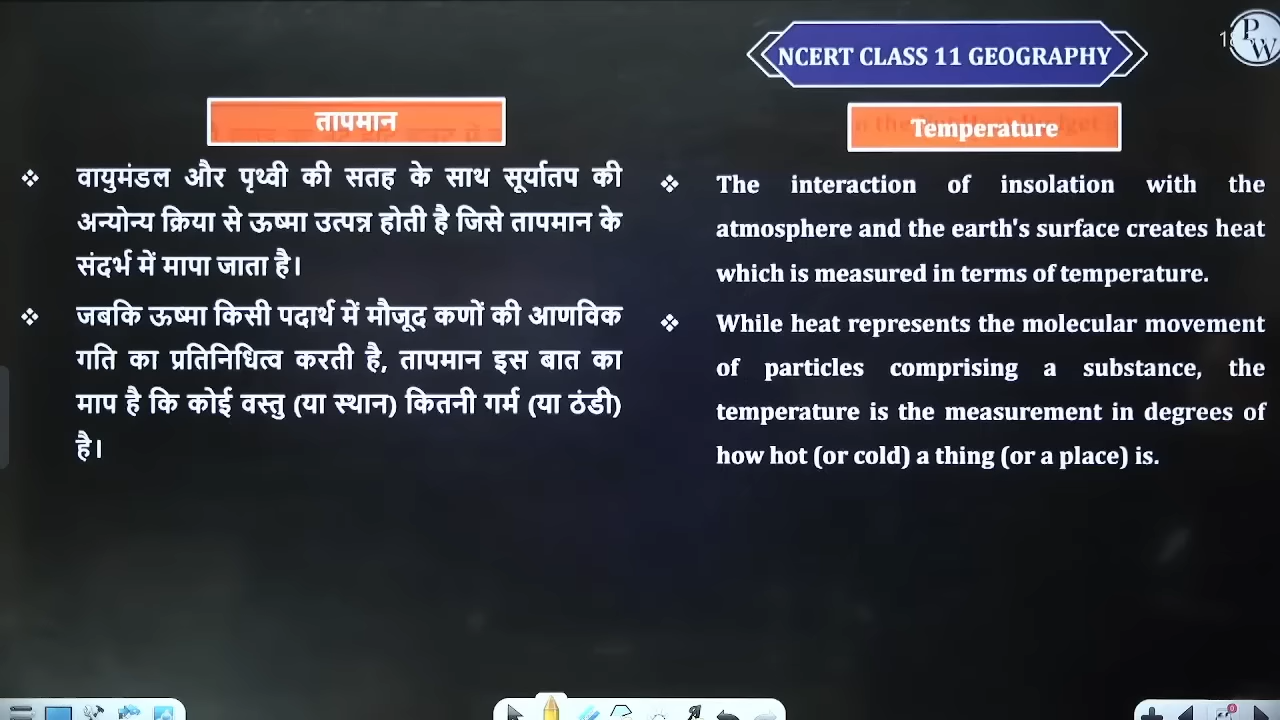 NCERT CLASS 11 GEOGRAPHY
PW
तापमान
वायुमंडल और पृथ्वी की सतह के साथ सूर्यातप की
अन्योन्य क्रिया से ऊष्मा उत्पन्न होती है जिसे तापमान के
संदर्भ में मापा जाता है।
जबकि ऊष्मा किसी पदार्थ में मौजूद कणों की आणविक
गति का प्रतिनिधित्व करती है, तापमान इस बात का
माप है कि कोई वस्तु (या स्थान) कितनी गर्म (या ठंडी)
है।
Temperature
The interaction of insolation with the
atmosphere and the earth's surface creates heat
which is measured in terms of temperature.
While heat represents the molecular movement
of particles comprising a substance, the
temperature is the measurement in degrees of
how hot (or cold) a thing (or a place) is.